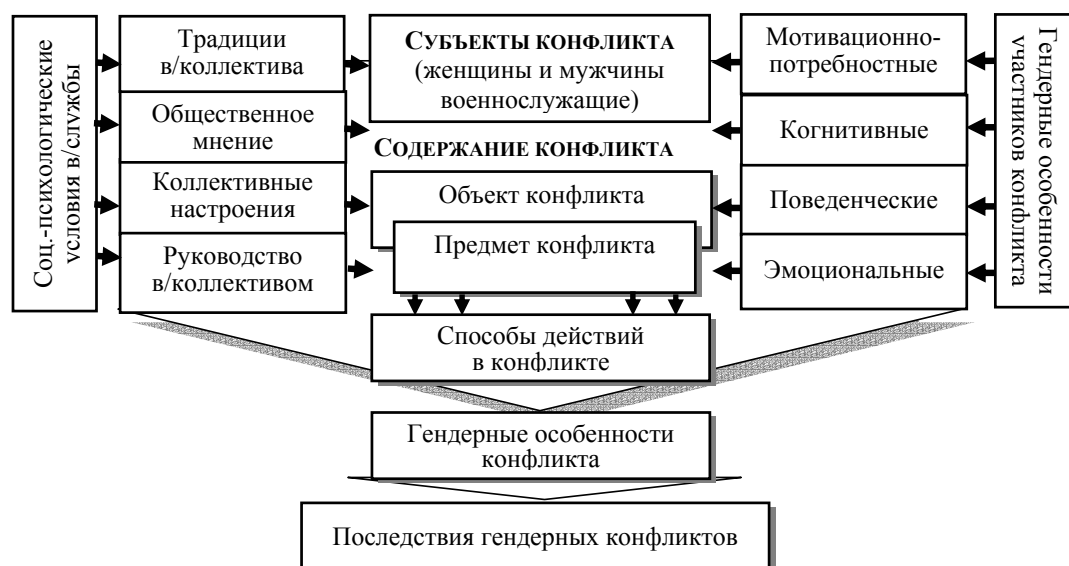 Соц.-психологические
условия в/службы
Традиции
в/коллектива
Общественное
мнение
Коллективные
настроения
Руководство
в/коллективом
СУБЪЕКТЫ КОНФЛИКТА
(женщины и мужчины
военнослужащие)
СОДЕРЖАНИЕ КОНФЛИКТА
Объект конфликта
Предмет конфликта
Способы действий
в конфликте
Мотивационно-
потребностные
Когнитивные
Поведенческие
Эмоциональные
Гендерные особенности
участников конфликта
Гендерные особенности
конфликта
Последствия гендерных конфликтов